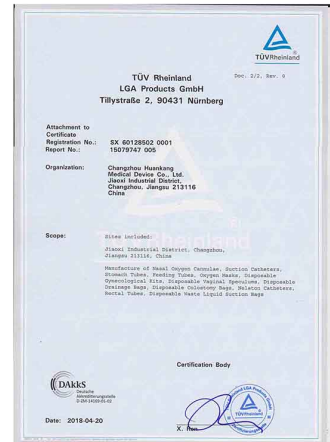 TÜVRheinland
Doc. 2/2, Rev. 0
TÜV Rheinland
LGA Products GmbH
Tillystraße 2, 90431 Nürnberg
Attachment to
Certificate
Registration No.: SX 60128502 0001
Report No.: 15079747 005
Organization: Changzhou Huankang
Medical Device Co., Ltd.
Jiaoxi Industrial District,
Changzhou, Jiangsu 213116
China
Scope: Sites included:
Jiaoxi Industrial District, Changzhou,
Jiangsu 213116, China
Manufacture of Nasal Oxygen Cannulae, Suction Catheters,
Stomach Tubes, Feeding Tubes, Oxygen Masks, Disposable
Gynecological Kits, Disposable Vaginal Speculums, Disposable
Drainage Bags, Disposable Colostomy Bags, Nelaton Catheters,
Rectal Tubes, Disposable Waste Liquid Suction Bags
Certification Body
DAkkS
Deutsche
Akkreditierungsstelle
D-ZM-14169-01-02
Date: 2018-04-20
TÜVRheinland